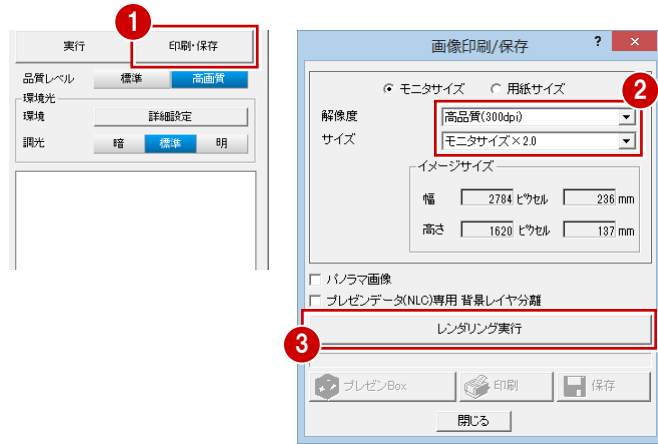 1
実行 印刷・保存
品質レベル 標準 高画質
環境光
環境 詳細設定
調光 暗 標準 明
画像印刷/保存 ? ×
モニタサイズ 用紙サイズ
2
解像度 高品質(300dpi)
サイズ モニタサイズ×2.0
イメージサイズ
幅 2784 ピクセル 236 mm
高さ 1620 ピクセル 137 mm
パノラマ画像
プレゼンデータ(NLC)専用 背景レイヤ分離
レンダリング実行
3
プレゼンBox 印刷 保存
閉じる